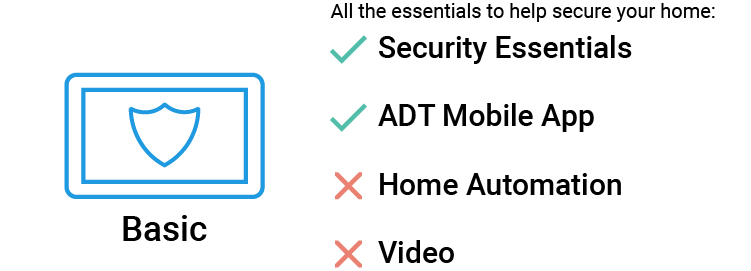 All the essentials to help secure your home:
Security Essentials
ADT Mobile App
Home Automation
Video
Basic